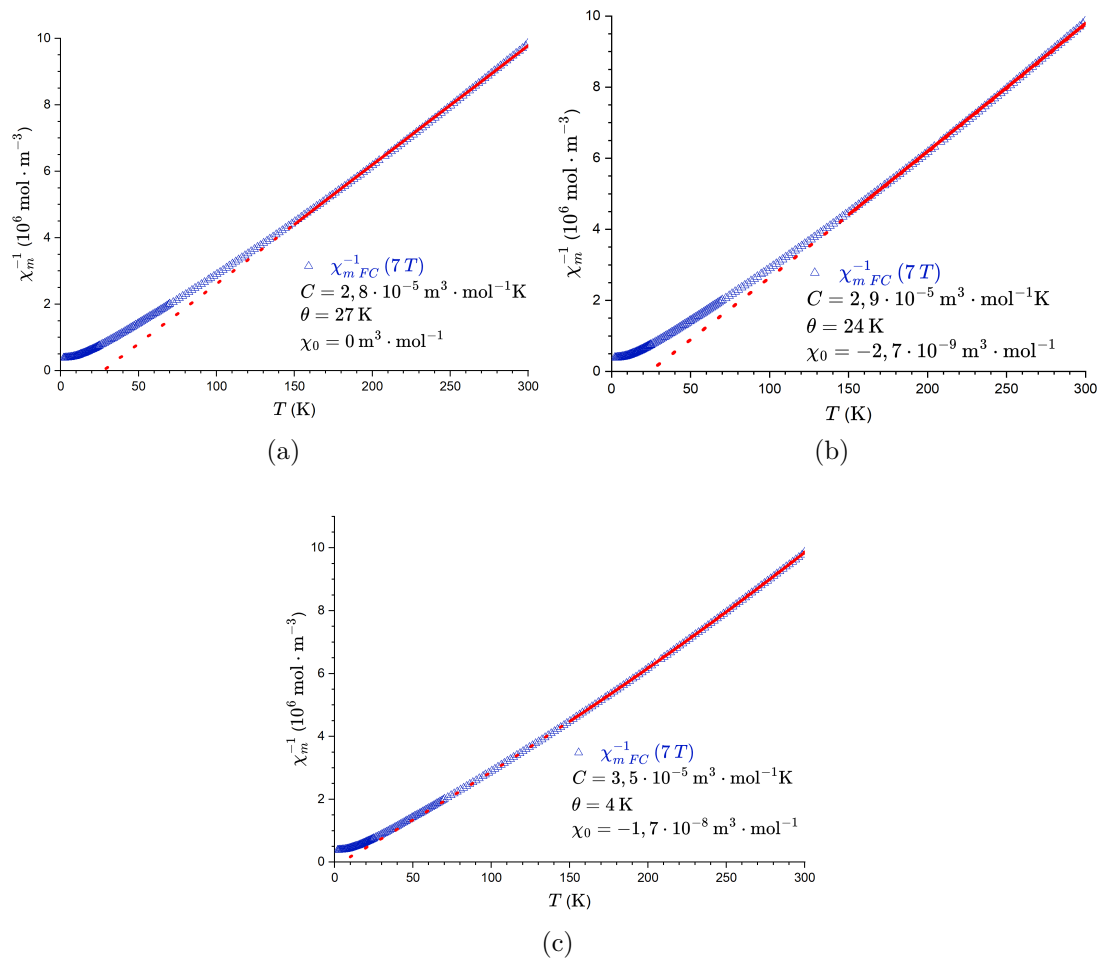 10
8
6
4
2
0
χ_m^{-1} (10^6 mol · m^{-3})
χ_{m FC}^{-1} (7 T)
C = 2,8 · 10^{-5} m^3 · mol^{-1}K
θ = 27 K
χ_0 = 0 m^3 · mol^{-1}
0 50 100 150 200 250 300
T (K)
(a)
10
8
6
4
2
0
χ_m^{-1} (10^6 mol · m^{-3})
χ_{m FC}^{-1} (7 T)
C = 2,9 · 10^{-5} m^3 · mol^{-1}K
θ = 24 K
χ_0 = −2,7 · 10^{-9} m^3 · mol^{-1}
0 50 100 150 200 250 300
T (K)
(b)
10
8
6
4
2
0
χ_m^{-1} (10^6 mol · m^{-3})
χ_{m FC}^{-1} (7 T)
C = 3,5 · 10^{-5} m^3 · mol^{-1}K
θ = 4 K
χ_0 = −1,7 · 10^{-8} m^3 · mol^{-1}
0 50 100 150 200 250 300
T (K)
(c)